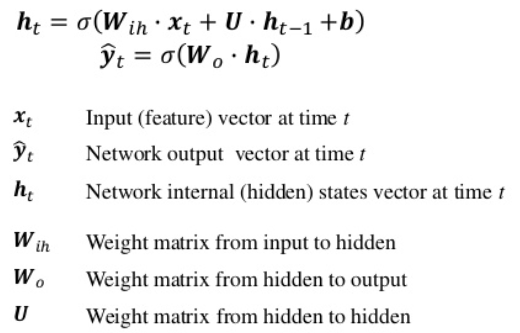 h_t = σ(W_ih · x_t + U · h_{t−1} +b)
ŷ_t = σ(W_o · h_t)
x_t Input (feature) vector at time t
ŷ_t Network output vector at time t
h_t Network internal (hidden) states vector at time t
W_ih Weight matrix from input to hidden
W_o Weight matrix from hidden to output
U Weight matrix from hidden to hidden